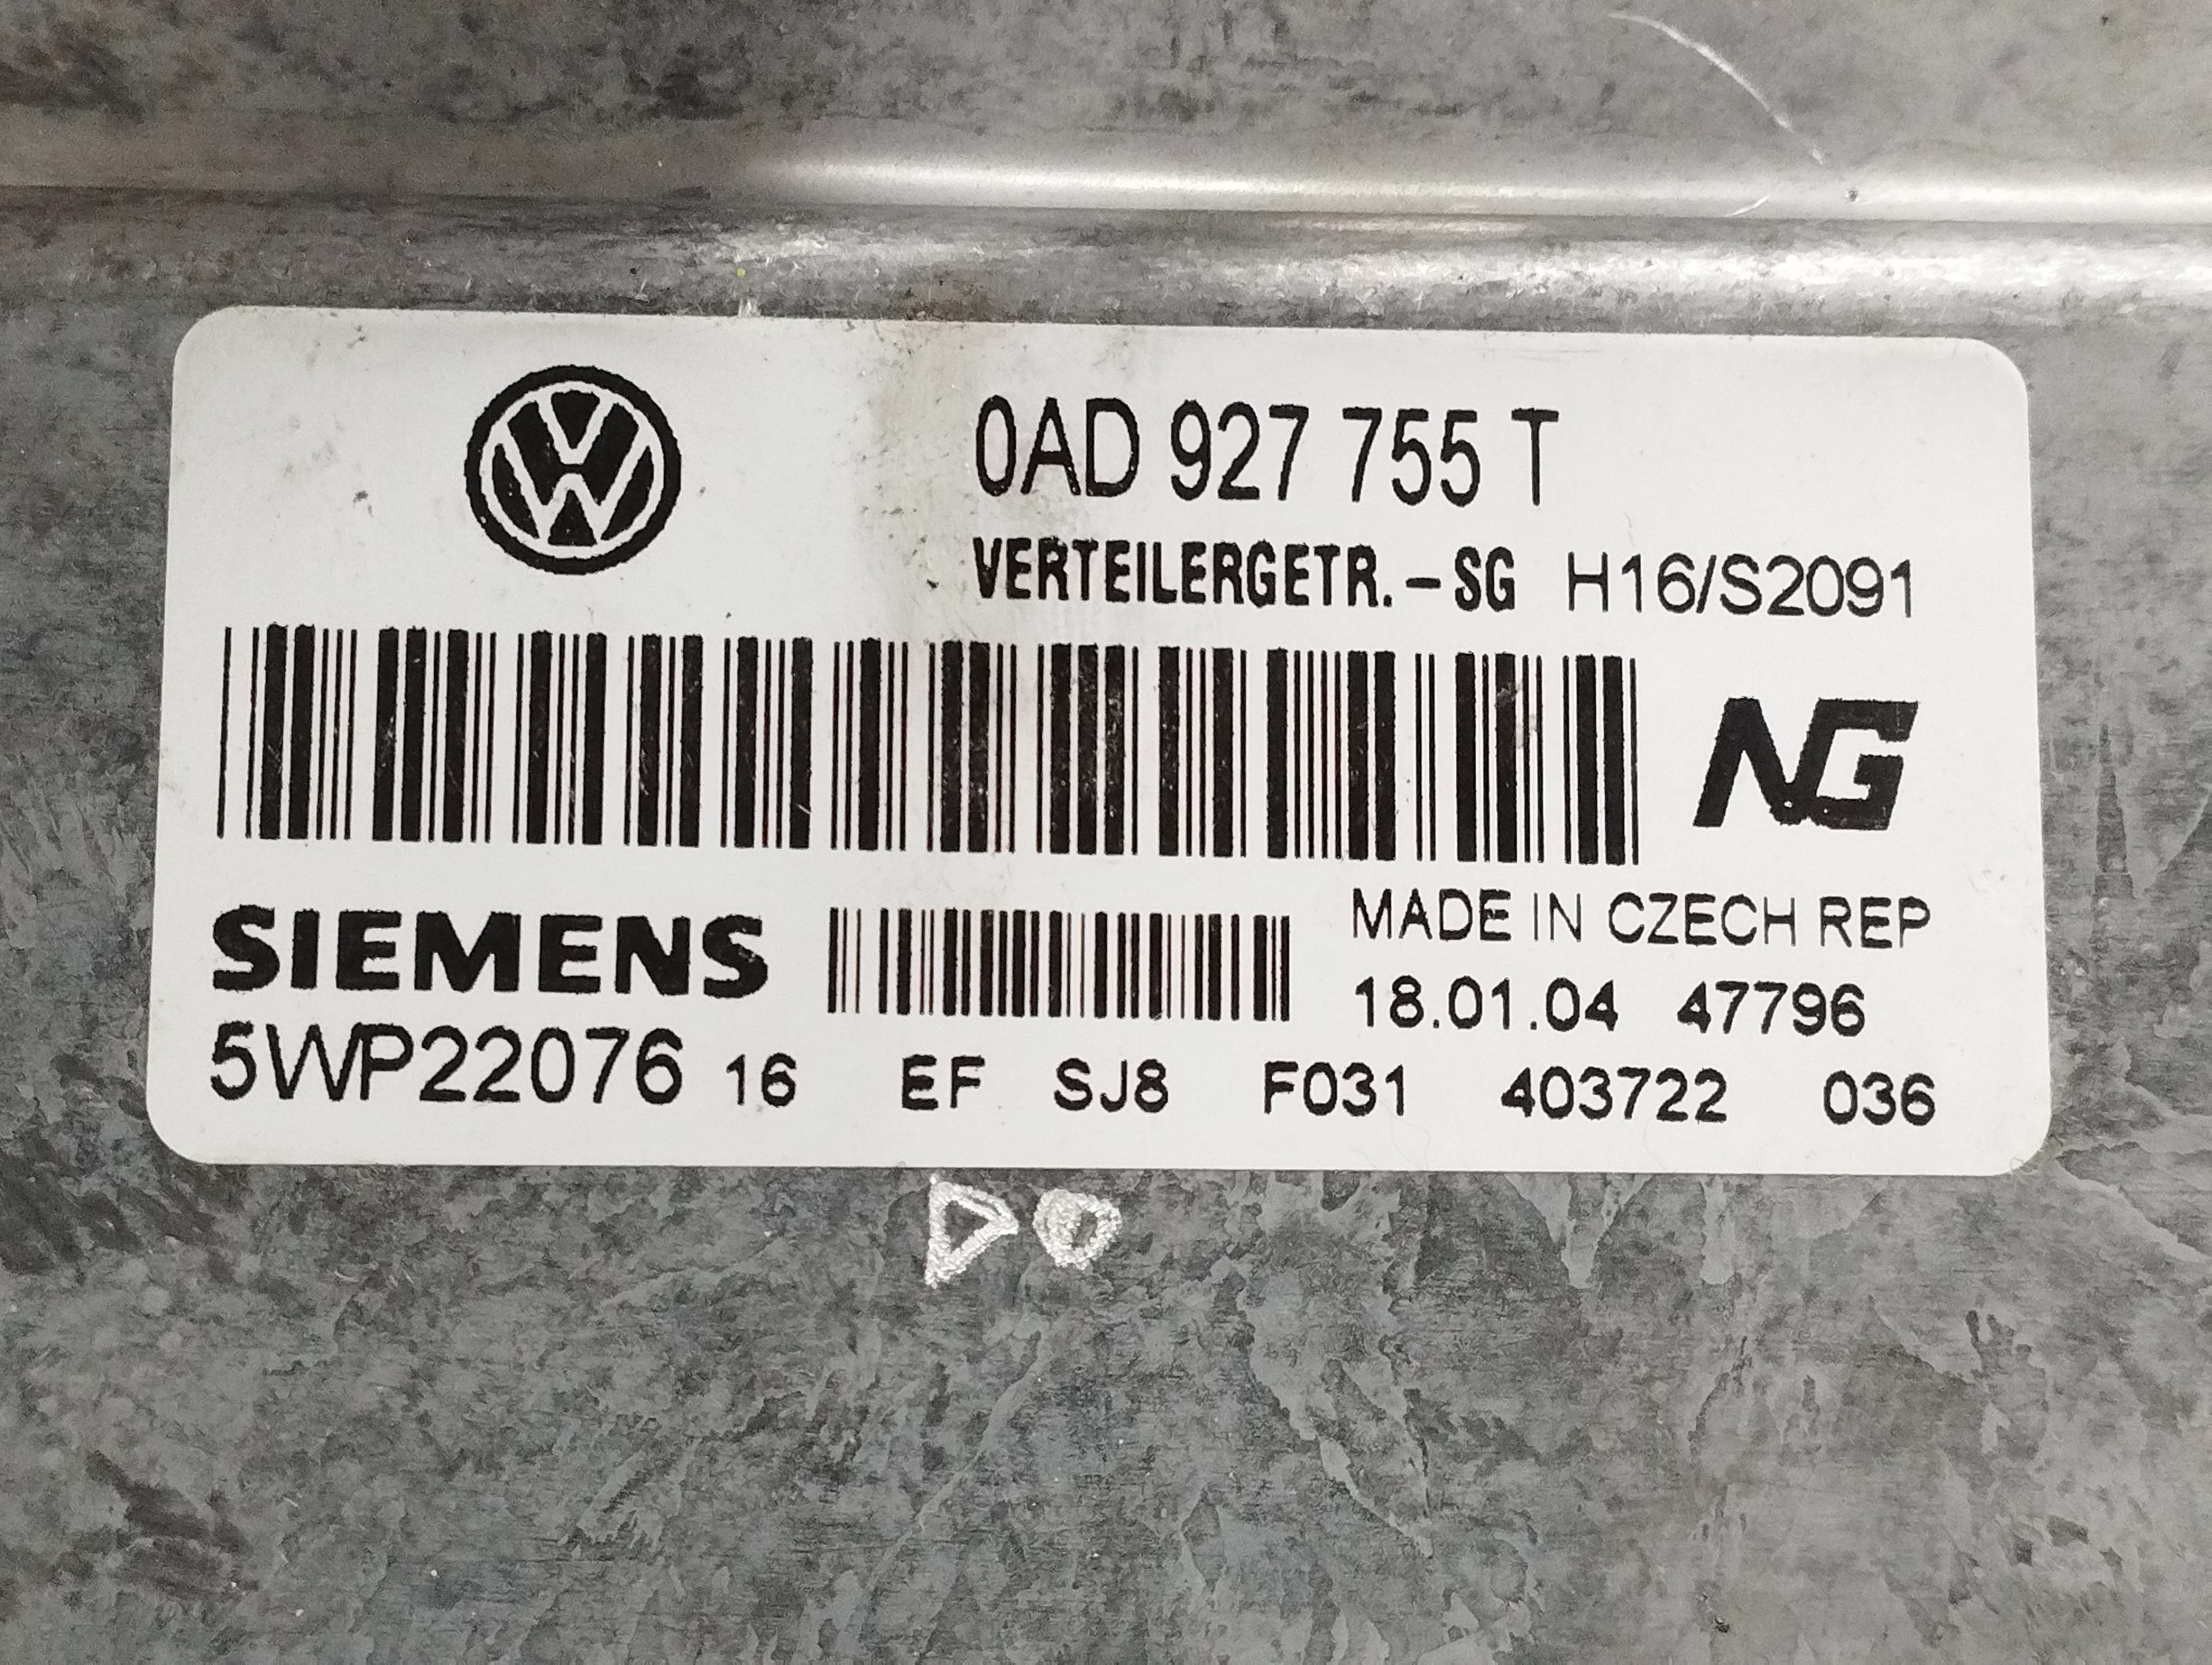 0AD 927 755 T
VERTEILERGETR.-SG H16/S2091
NG
SIEMENS
MADE IN CZECH REP
18.01.04 47796
5WP22076 16 EF SJ8 F031 403722 036
DO